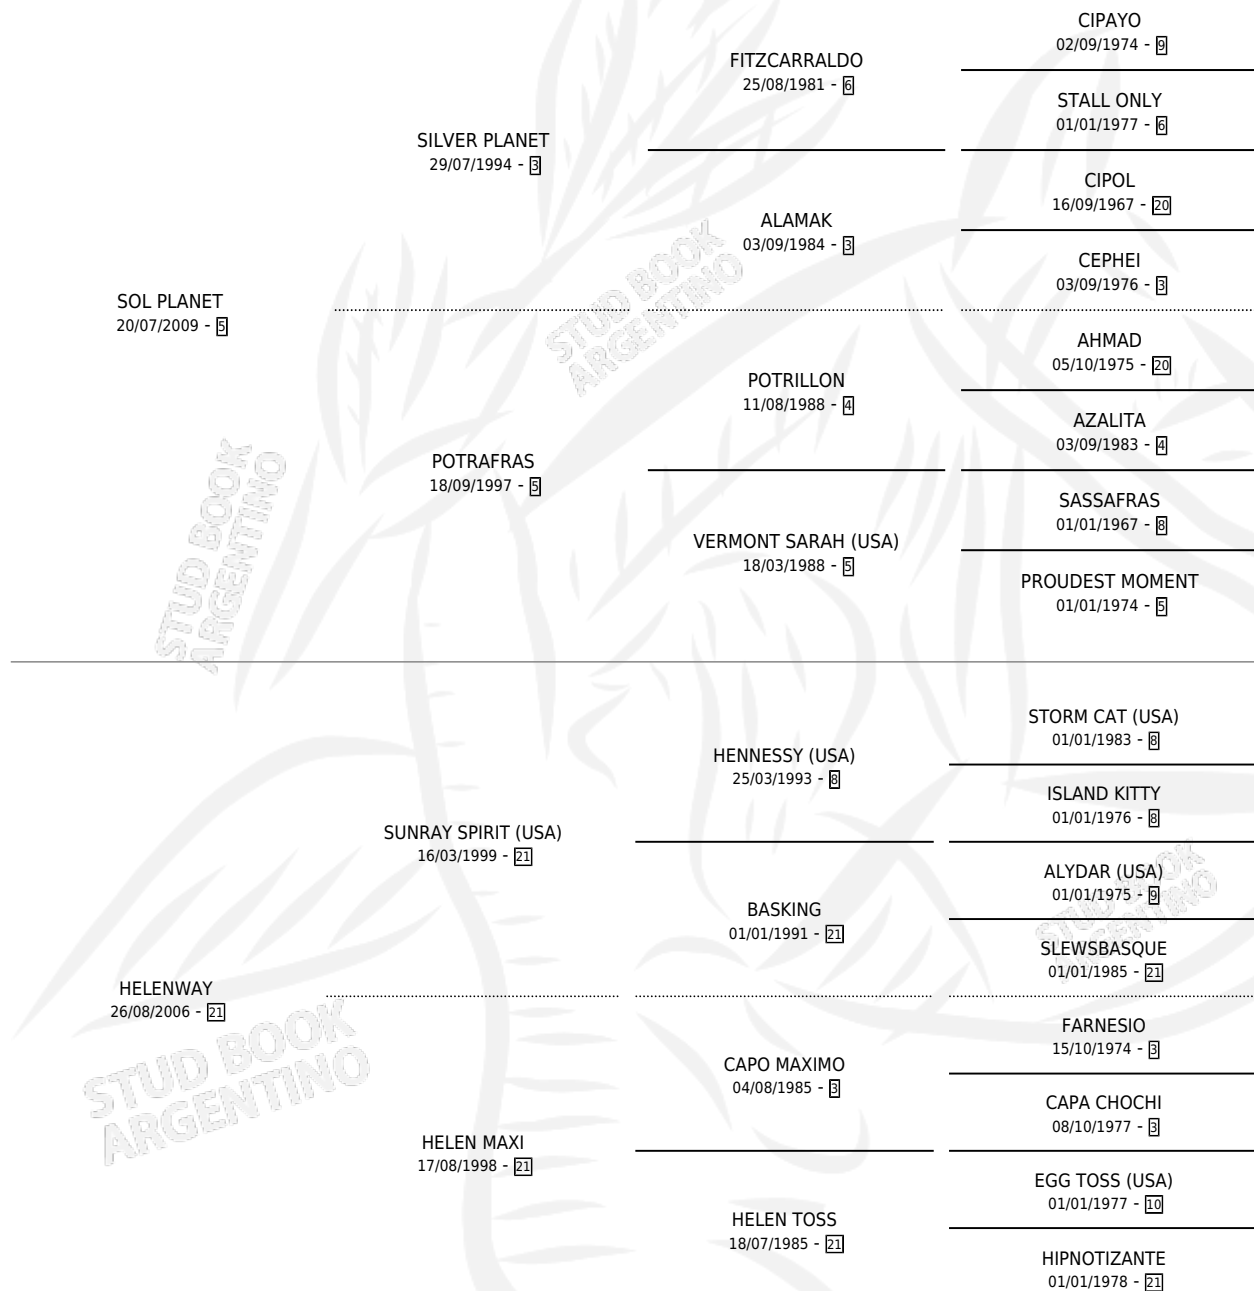 CIPAYO
02/09/1974 - 9
FITZCARRALDO
25/08/1981 - 6
STALL ONLY
01/01/1977 - 6
SILVER PLANET
29/07/1994 - 3
CIPOL
16/09/1967 - 20
ALAMAK
03/09/1984 - 3
CEPHEI
03/09/1976 - 3
SOL PLANET
20/07/2009 - 5
AHMAD
05/10/1975 - 20
POTRILLON
11/08/1988 - 4
AZALITA
03/09/1983 - 4
POTRAFRAS
18/09/1997 - 5
SASSAFRAS
01/01/1967 - 8
VERMONT SARAH (USA)
18/03/1988 - 5
PROUDEST MOMENT
01/01/1974 - 5
STORM CAT (USA)
01/01/1983 - 8
HENNESSY (USA)
25/03/1993 - 8
ISLAND KITTY
01/01/1976 - 8
SUNRAY SPIRIT (USA)
16/03/1999 - 21
ALYDAR (USA)
01/01/1975 - 9
BASKING
01/01/1991 - 21
SLEWSBASQUE
01/01/1985 - 21
HELENWAY
26/08/2006 - 21
FARNESIO
15/10/1974 - 3
CAPO MAXIMO
04/08/1985 - 3
CAPA CHOCHI
08/10/1977 - 3
HELEN MAXI
17/08/1998 - 21
EGG TOSS (USA)
01/01/1977 - 10
HELEN TOSS
18/07/1985 - 21
HIPNOTIZANTE
01/01/1978 - 21
STUD BOOK
ARGENTINO
STUD BOOK
ARGENTINO
STUD BOOK
ARGENTINO
STUD BOOK
ARGENTINO